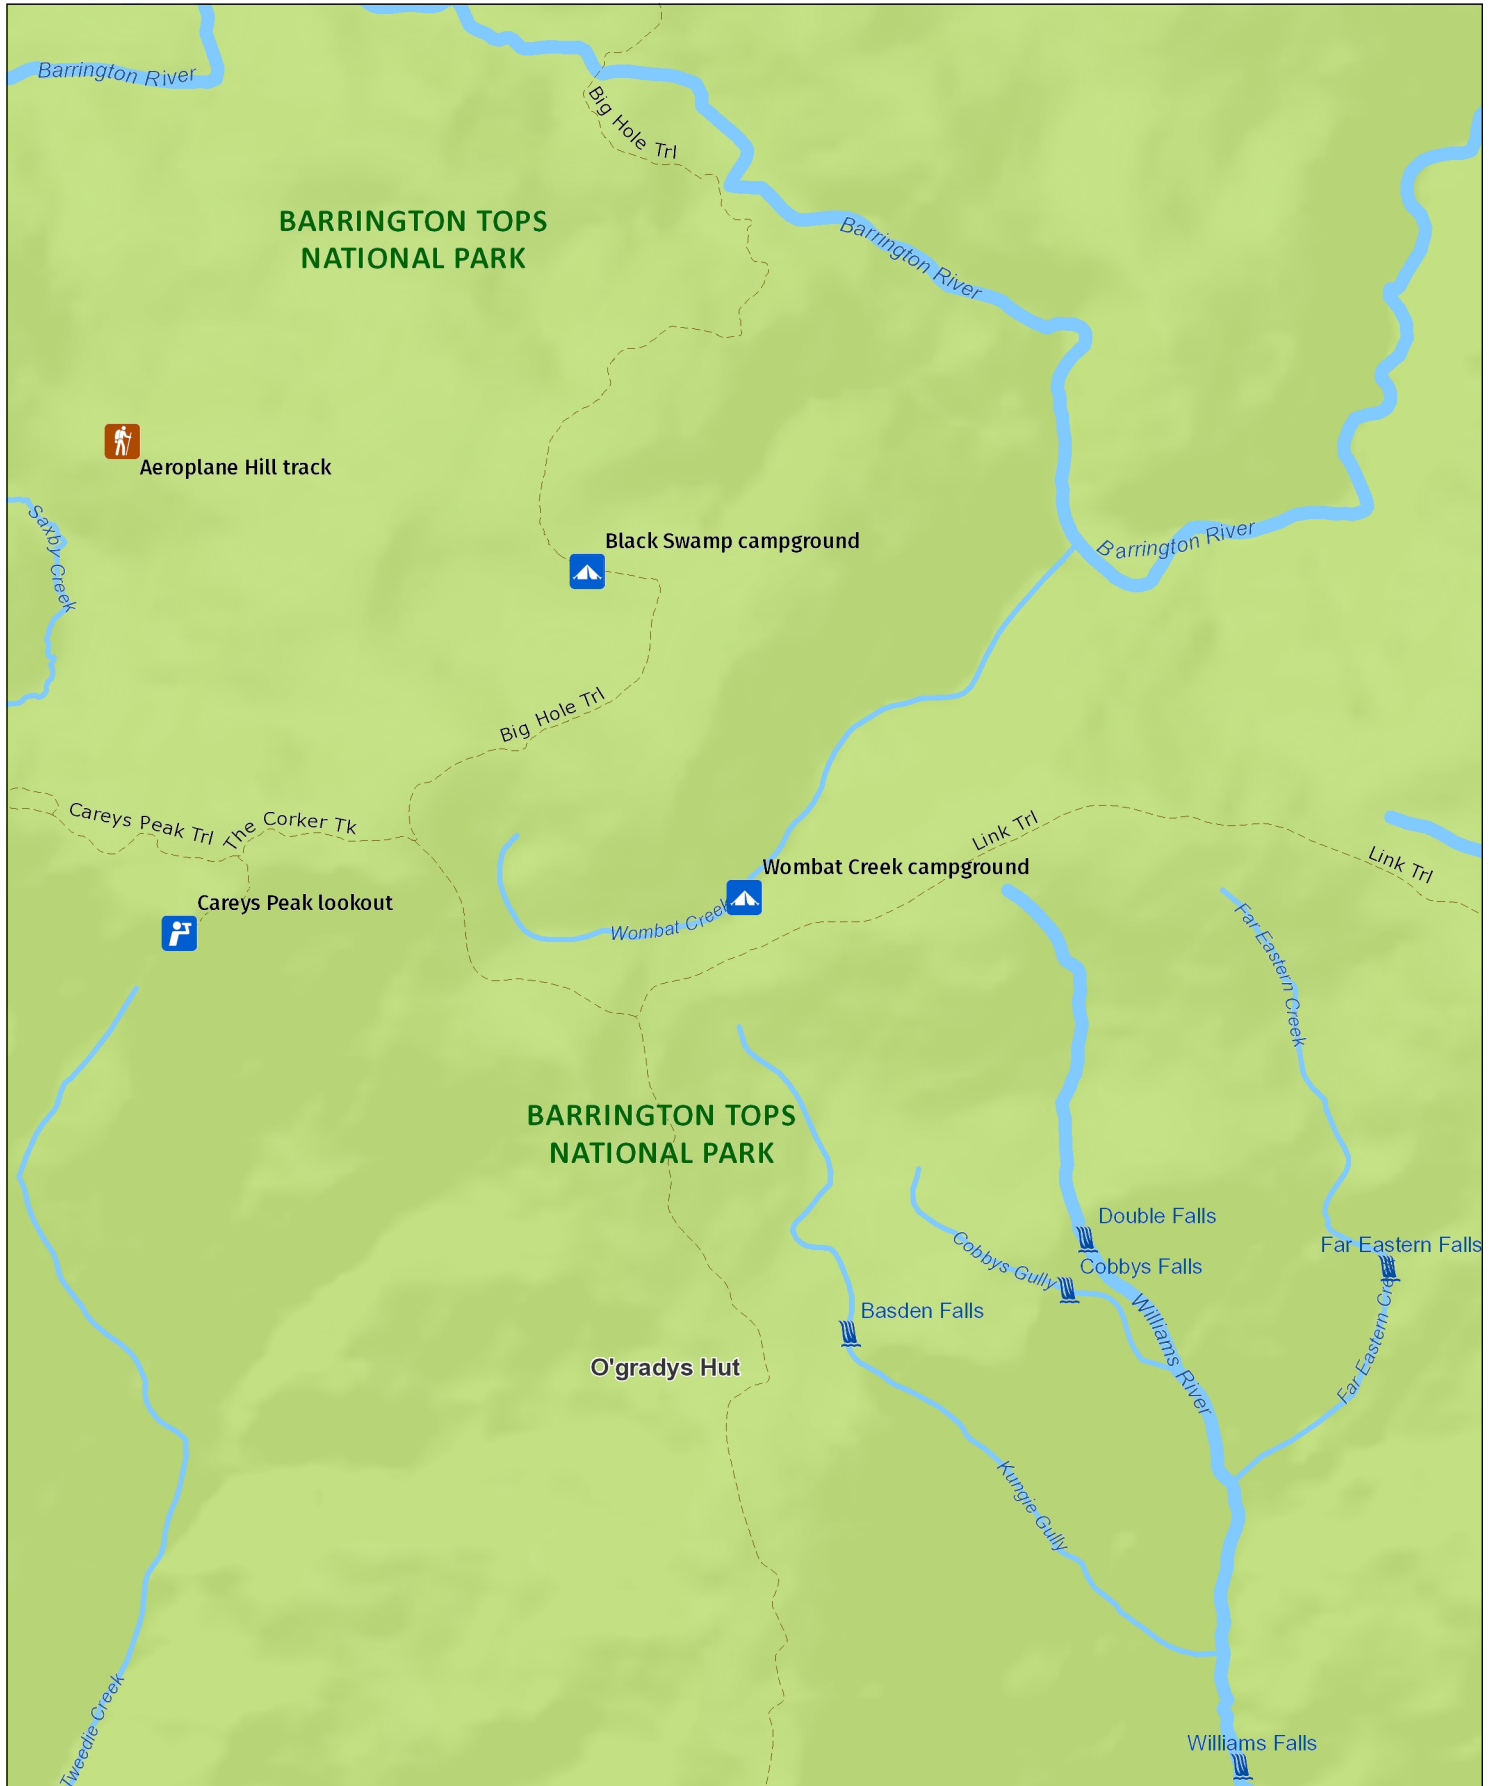 Barrington River
Big Hole Trl
BARRINGTON TOPS
NATIONAL PARK
Barrington River
Aeroplane Hill track
Saxby Creek
Black Swamp campground
Barrington River
Big Hole Trl
Careys Peak Trl
The Corker Tk
Link Trl
Link Trl
Wombat Creek campground
Careys Peak lookout
Wombat Creek
Far Eastern Creek
BARRINGTON TOPS
NATIONAL PARK
Double Falls
Far Eastern Falls
Cobbys Gully
Cobbys Falls
Basden Falls
Williams River
Far Eastern Cre
O'gradys Hut
Kungie Gully
Tweedie Creek
Williams Falls